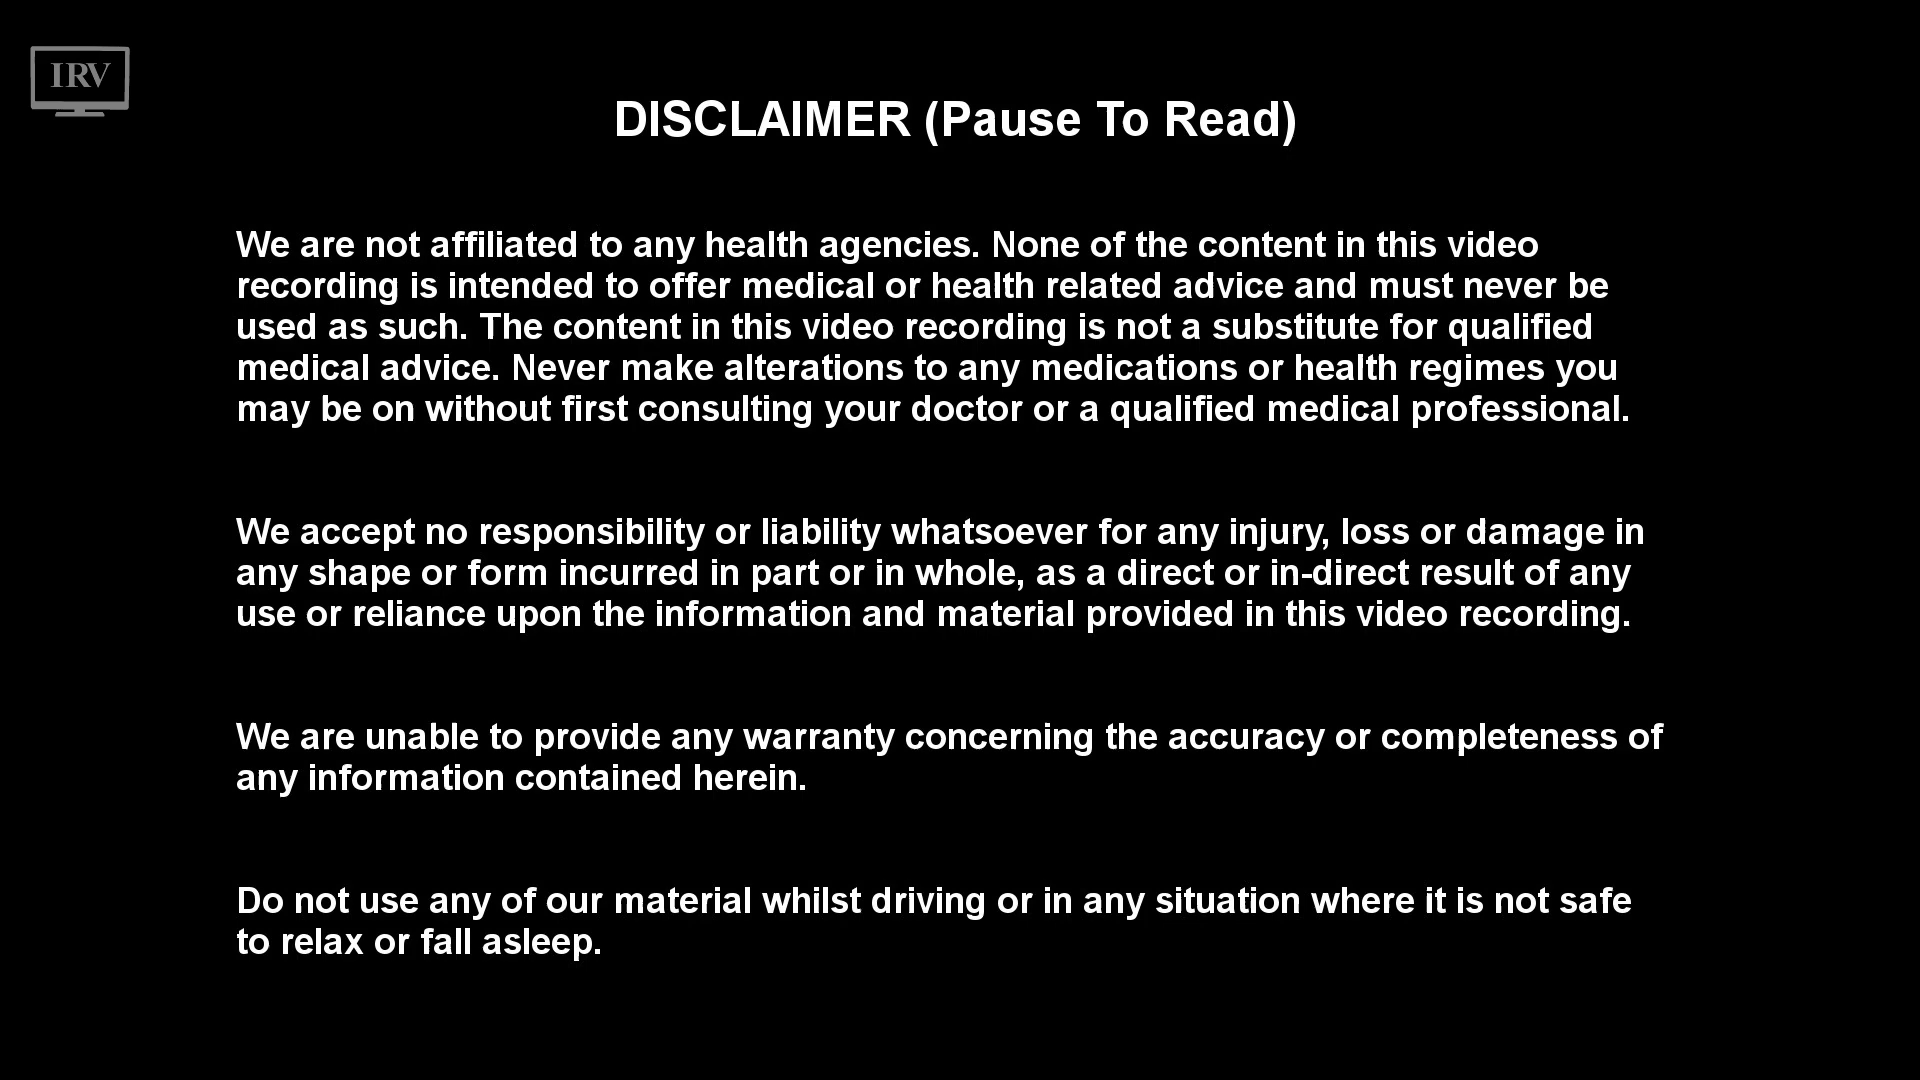 IRV
DISCLAIMER (Pause To Read)
We are not affiliated to any health agencies. None of the content in this video
recording is intended to offer medical or health related advice and must never be
used as such. The content in this video recording is not a substitute for qualified
medical advice. Never make alterations to any medications or health regimes you
may be on without first consulting your doctor or a qualified medical professional.
We accept no responsibility or liability whatsoever for any injury, loss or damage in
any shape or form incurred in part or in whole, as a direct or in-direct result of any
use or reliance upon the information and material provided in this video recording.
We are unable to provide any warranty concerning the accuracy or completeness of
any information contained herein.
Do not use any of our material whilst driving or in any situation where it is not safe
to relax or fall asleep.